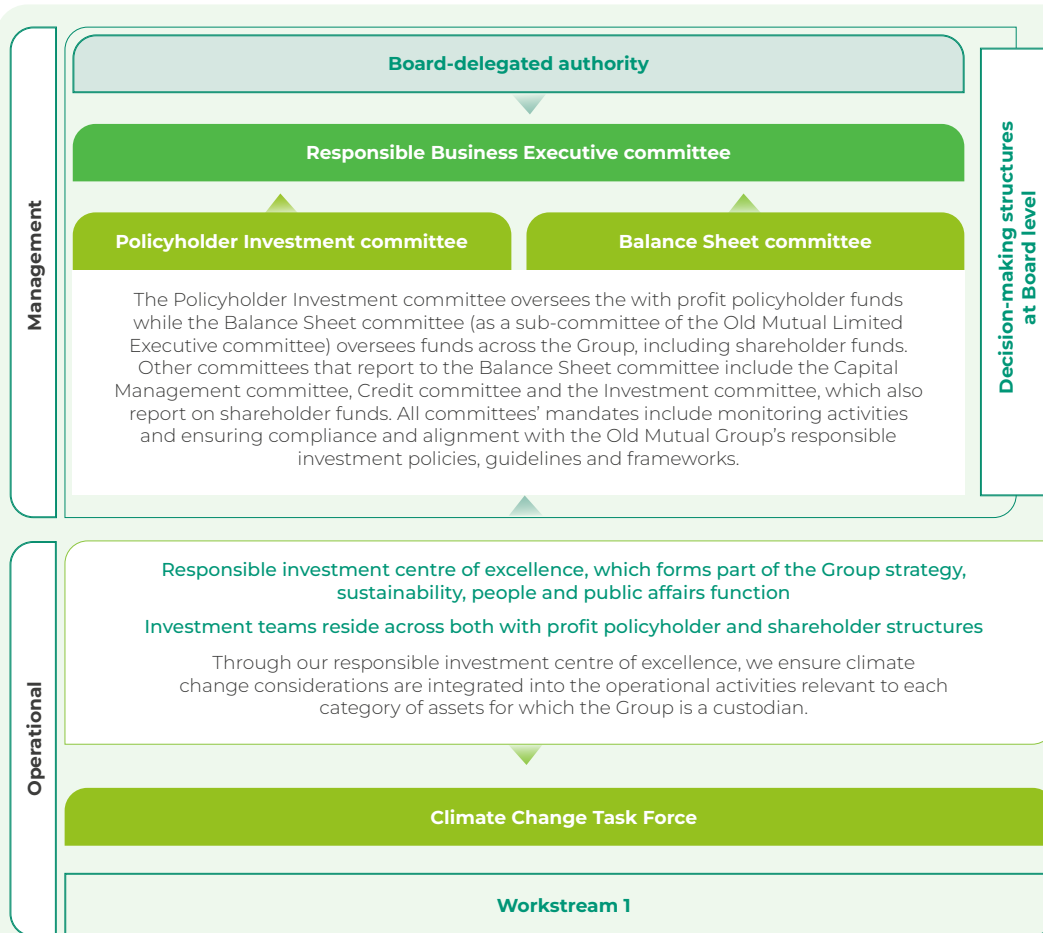 Management
Board-delegated authority
Responsible Business Executive committee
Policyholder Investment committee
Balance Sheet committee
The Policyholder Investment committee oversees the with profit policyholder funds
while the Balance Sheet committee (as a sub-committee of the Old Mutual Limited
Executive committee) oversees funds across the Group, including shareholder funds.
Other committees that report to the Balance Sheet committee include the Capital
Management committee, Credit committee and the Investment committee, which also
report on shareholder funds. All committees’ mandates include monitoring activities
and ensuring compliance and alignment with the Old Mutual Group’s responsible
investment policies, guidelines and frameworks.
Decision-making structures
at Board level
Operational
Responsible investment centre of excellence, which forms part of the Group strategy,
sustainability, people and public affairs function
Investment teams reside across both with profit policyholder and shareholder structures
Through our responsible investment centre of excellence, we ensure climate
change considerations are integrated into the operational activities relevant to each
category of assets for which the Group is a custodian.
Climate Change Task Force
Workstream 1